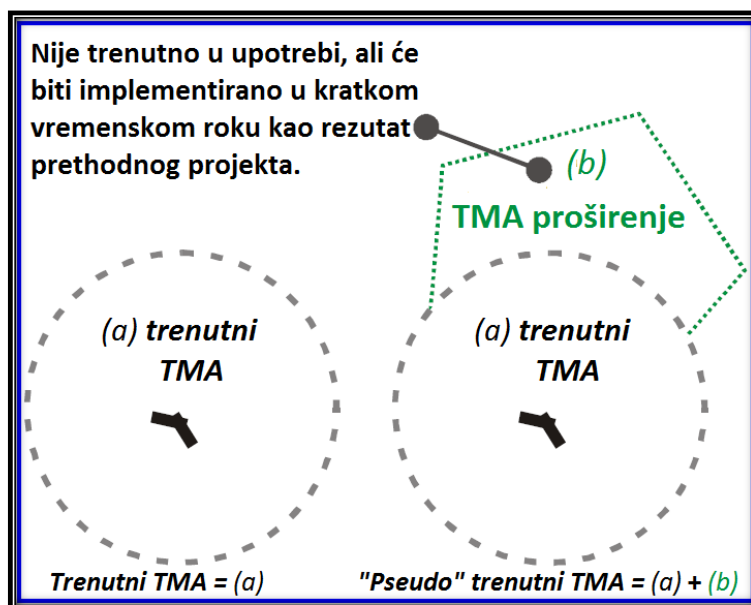 Nije trenutno u upotrebi, ali će
biti implementirano u kratkom
vremenskom roku kao rezutat
prethodnog projekta.
(b)
TMA proširenje
(a) trenutni
TMA
(a) trenutni
TMA
Trenutni TMA = (a)
"Pseudo" trenutni TMA = (a) + (b)